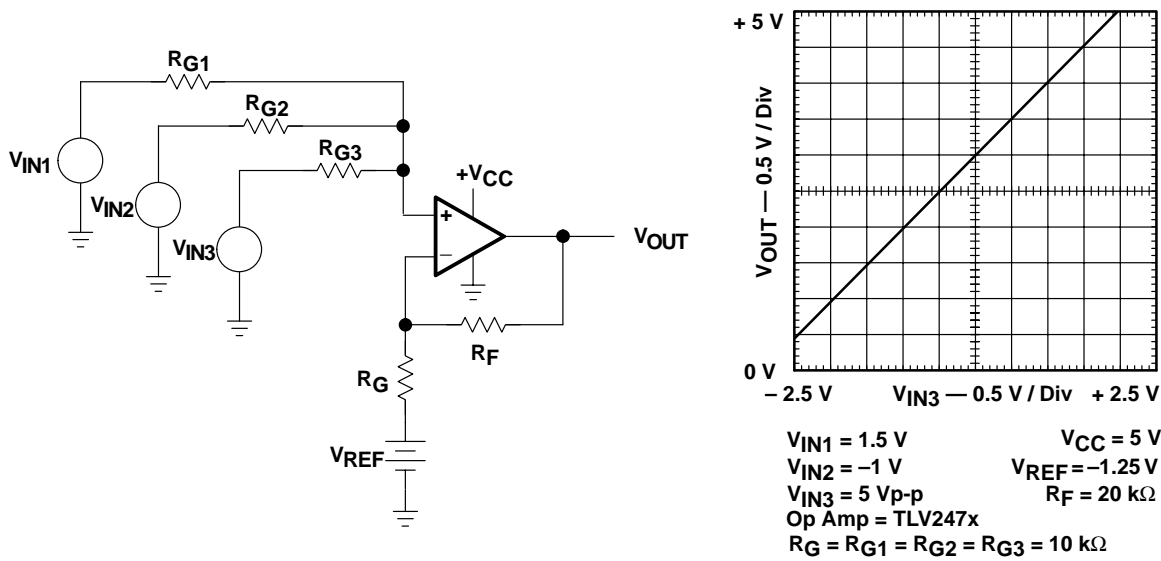 RG1
RG2
RG3
VIN1
VIN2
VIN3
+VCC
+
–
VOUT
RF
RG
VREF
+ 5 V
VOUT — 0.5 V / Div
0 V
– 2.5 V
VIN3 — 0.5 V / Div
+ 2.5 V
VIN1 = 1.5 V
VCC = 5 V
VIN2 = –1 V
VREF = –1.25 V
VIN3 = 5 Vp-p
RF = 20 kΩ
Op Amp = TLV247x
RG = RG1 = RG2 = RG3 = 10 kΩ